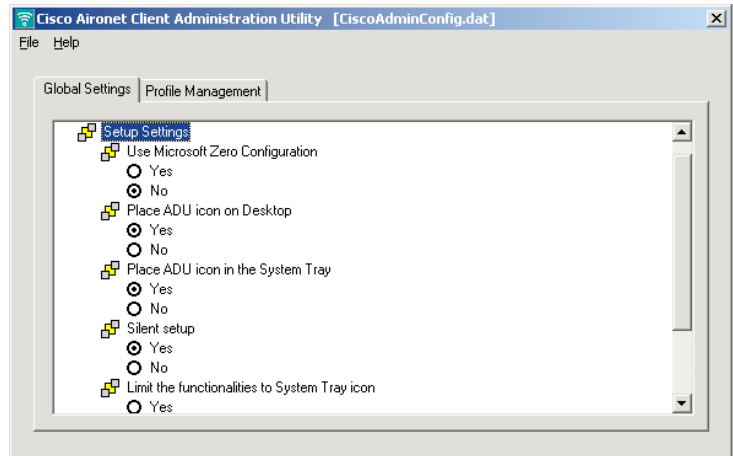 Cisco Aironet Client Administration Utility [CiscoAdminConfig.dat]
File Help
Global Settings Profile Management
Setup Settings
Use Microsoft Zero Configuration
Yes
No
Place ADU icon on Desktop
Yes
No
Place ADU icon in the System Tray
Yes
No
Silent setup
Yes
No
Limit the functionalities to System Tray icon
Yes